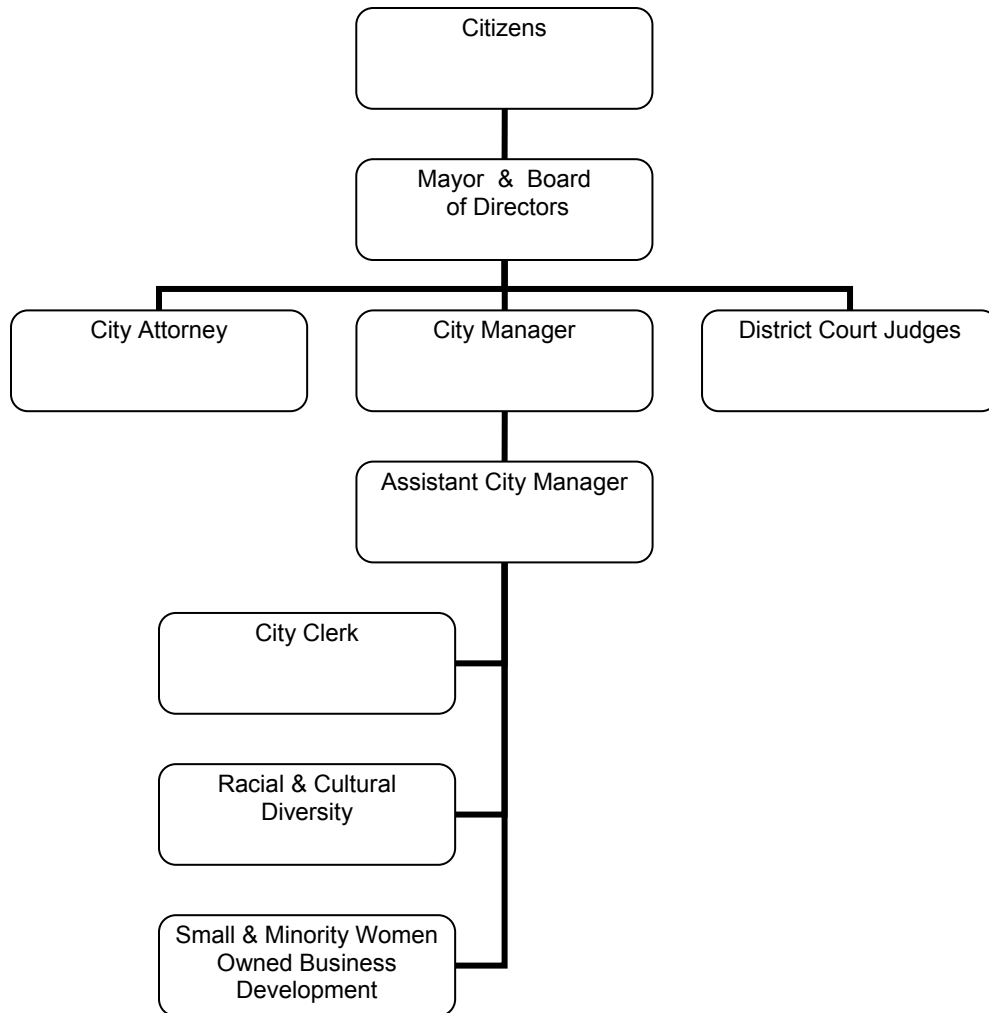 Citizens
Mayor & Board
of Directors
City Attorney
City Manager
District Court Judges
Assistant City Manager
City Clerk
Racial & Cultural
Diversity
Small & Minority Women
Owned Business
Development